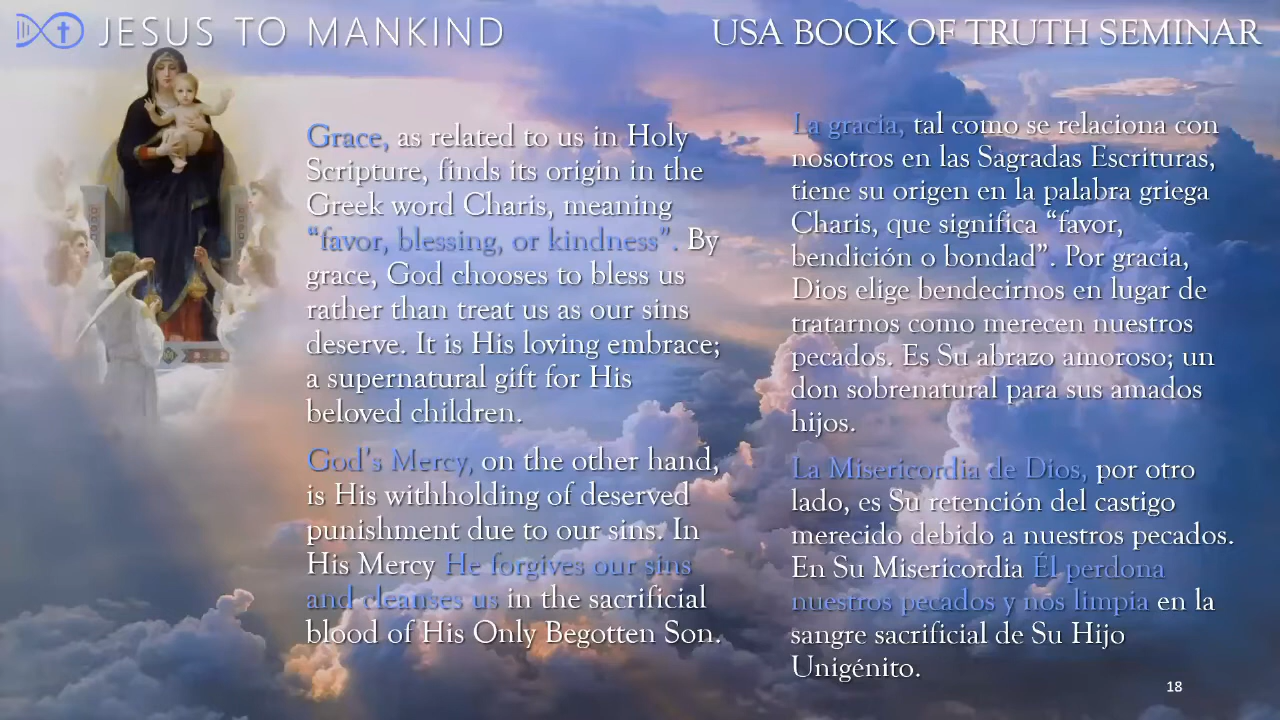 JESUS TO MANKIND
USA BOOK OF TRUTH SEMINAR
Grace, as related to us in Holy
Scripture, finds its origin in the
Greek word Charis, meaning
“favor, blessing, or kindness”. By
grace, God chooses to bless us
rather than treat us as our sins
deserve. It is His loving embrace;
a supernatural gift for His
beloved children.
God’s Mercy, on the other hand,
is His withholding of deserved
punishment due to our sins. In
His Mercy He forgives our sins
and cleanses us in the sacrificial
blood of His Only Begotten Son.
La gracia, tal como se relaciona con
nosotros en las Sagradas Escrituras,
tiene su origen en la palabra griega
Charis, que significa “favor,
bendición o bondad”. Por gracia,
Dios elige bendecirnos en lugar de
tratarnos como merecen nuestros
pecados. Es Su abrazo amoroso; un
don sobrenatural para sus amados
hijos.
La Misericordia de Dios, por otro
lado, es Su retención del castigo
merecido debido a nuestros pecados.
En Su Misericordia Él perdona
nuestros pecados y nos limpia en la
sangre sacrificial de Su Hijo
Unigénito.
18